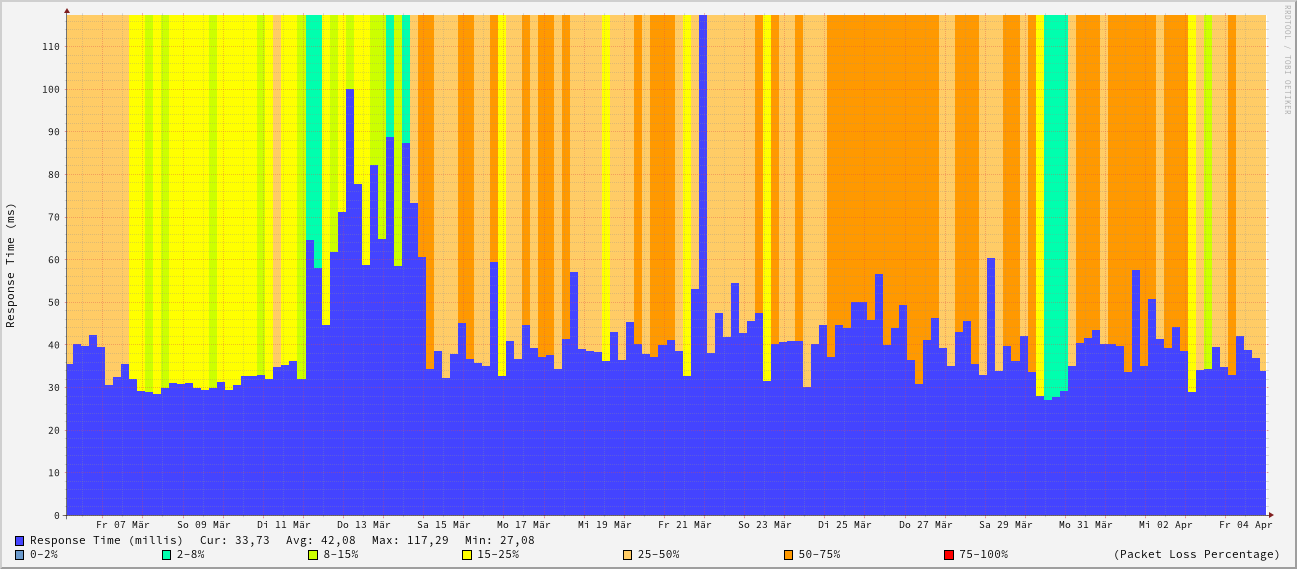 RRDTOOL / TOBI OETIKER
Response Time (ms)
110
100
90
80
70
60
50
40
30
20
10
0
Fr 07 Mär So 09 Mär Di 11 Mär Do 13 Mär Sa 15 Mär Mo 17 Mär Mi 19 Mär Fr 21 Mär So 23 Mär Di 25 Mär Do 27 Mär Sa 29 Mär Mo 31 Mär Mi 02 Apr Fr 04 Apr
Response Time (millis) Cur: 33,73 Avg: 42,08 Max: 117,29 Min: 27,08
0-2% 2-8% 8-15% 15-25% 25-50% 50-75% 75-100% (Packet Loss Percentage)